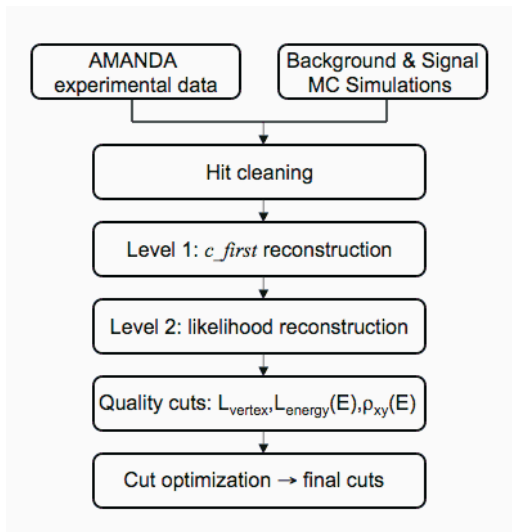 AMANDA
experimental data
Background & Signal
MC Simulations
Hit cleaning
Level 1: c_first reconstruction
Level 2: likelihood reconstruction
Quality cuts: Lvertex,Lenergy(E),ρxy(E)
Cut optimization → final cuts